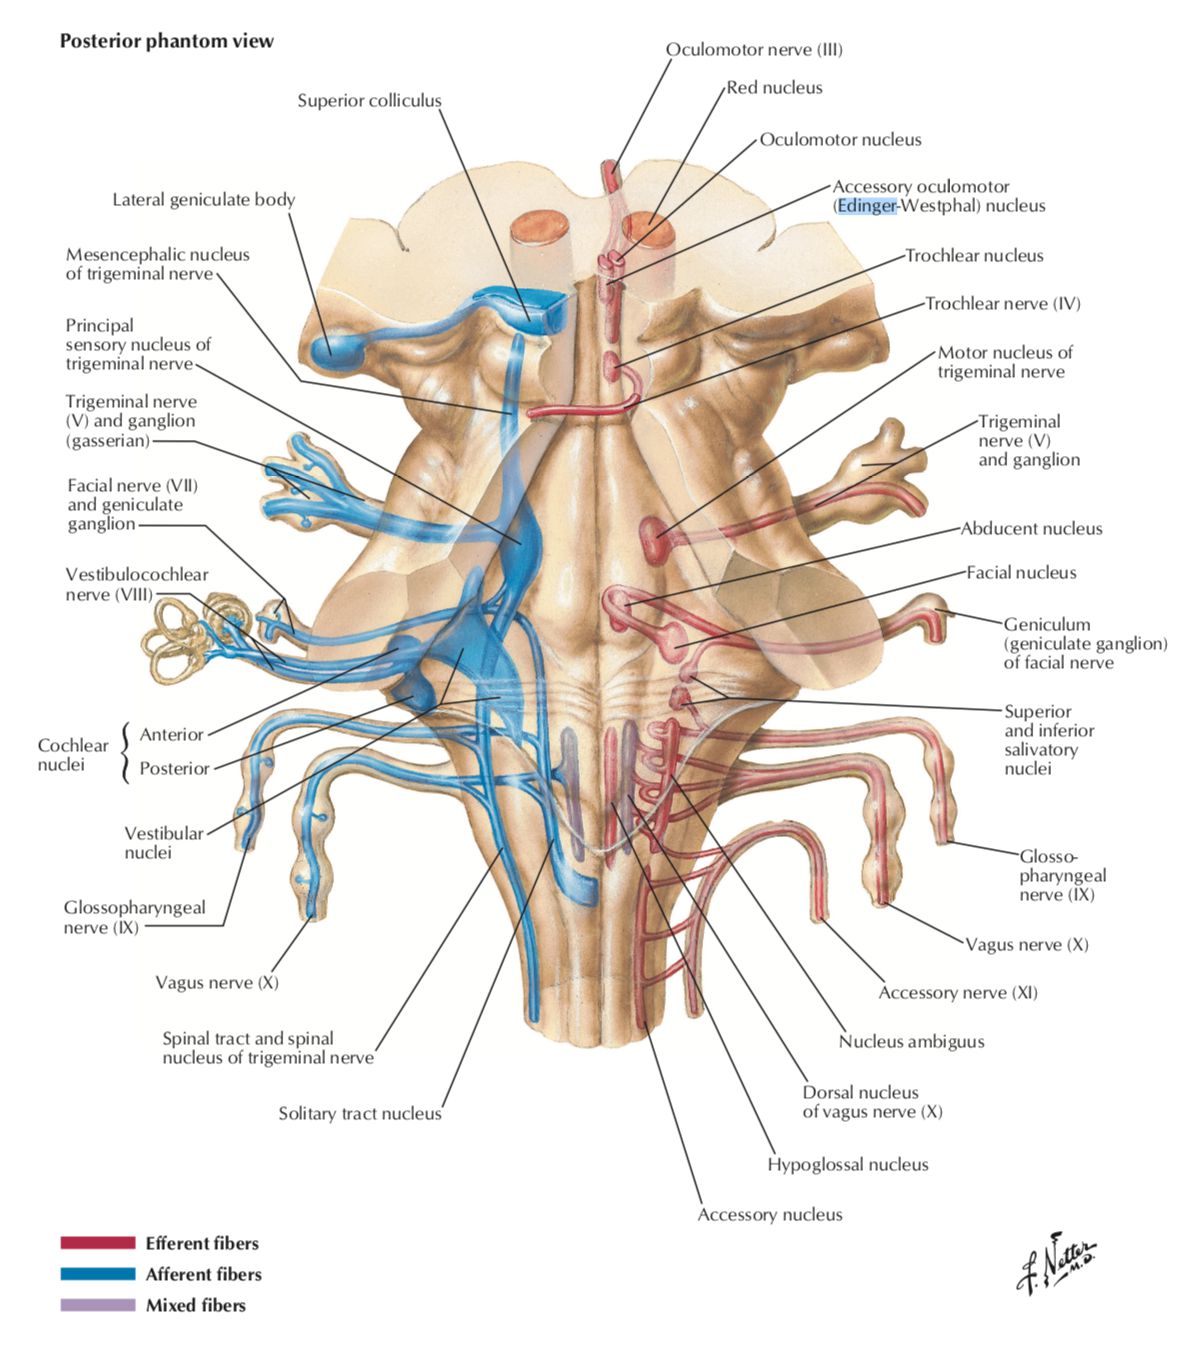 Posterior phantom view
Oculomotor nerve (III)
Red nucleus
Superior colliculus
Oculomotor nucleus
Accessory oculomotor
(Edinger-Westphal) nucleus
Lateral geniculate body
Trochlear nucleus
Mesencephalic nucleus
of trigeminal nerve
Trochlear nerve (IV)
Principal
sensory nucleus of
trigeminal nerve
Motor nucleus of
trigeminal nerve
Trigeminal nerve
(V) and ganglion
(gasserian)
Trigeminal
nerve (V)
and ganglion
Facial nerve (VII)
and geniculate
ganglion
Abducent nucleus
Facial nucleus
Vestibulocochlear
nerve (VIII)
Geniculum
(geniculate ganglion)
of facial nerve
Superior
and inferior
salivatory
nuclei
Cochlear
nuclei
Anterior
Posterior
Vestibular
nuclei
Glosso-
pharyngeal
nerve (IX)
Glossopharyngeal
nerve (IX)
Vagus nerve (X)
Vagus nerve (X)
Accessory nerve (XI)
Spinal tract and spinal
nucleus of trigeminal nerve
Nucleus ambiguus
Dorsal nucleus
of vagus nerve (X)
Solitary tract nucleus
Hypoglossal nucleus
Accessory nucleus
Efferent fibers
Afferent fibers
Mixed fibers
F. Netter
M.D.